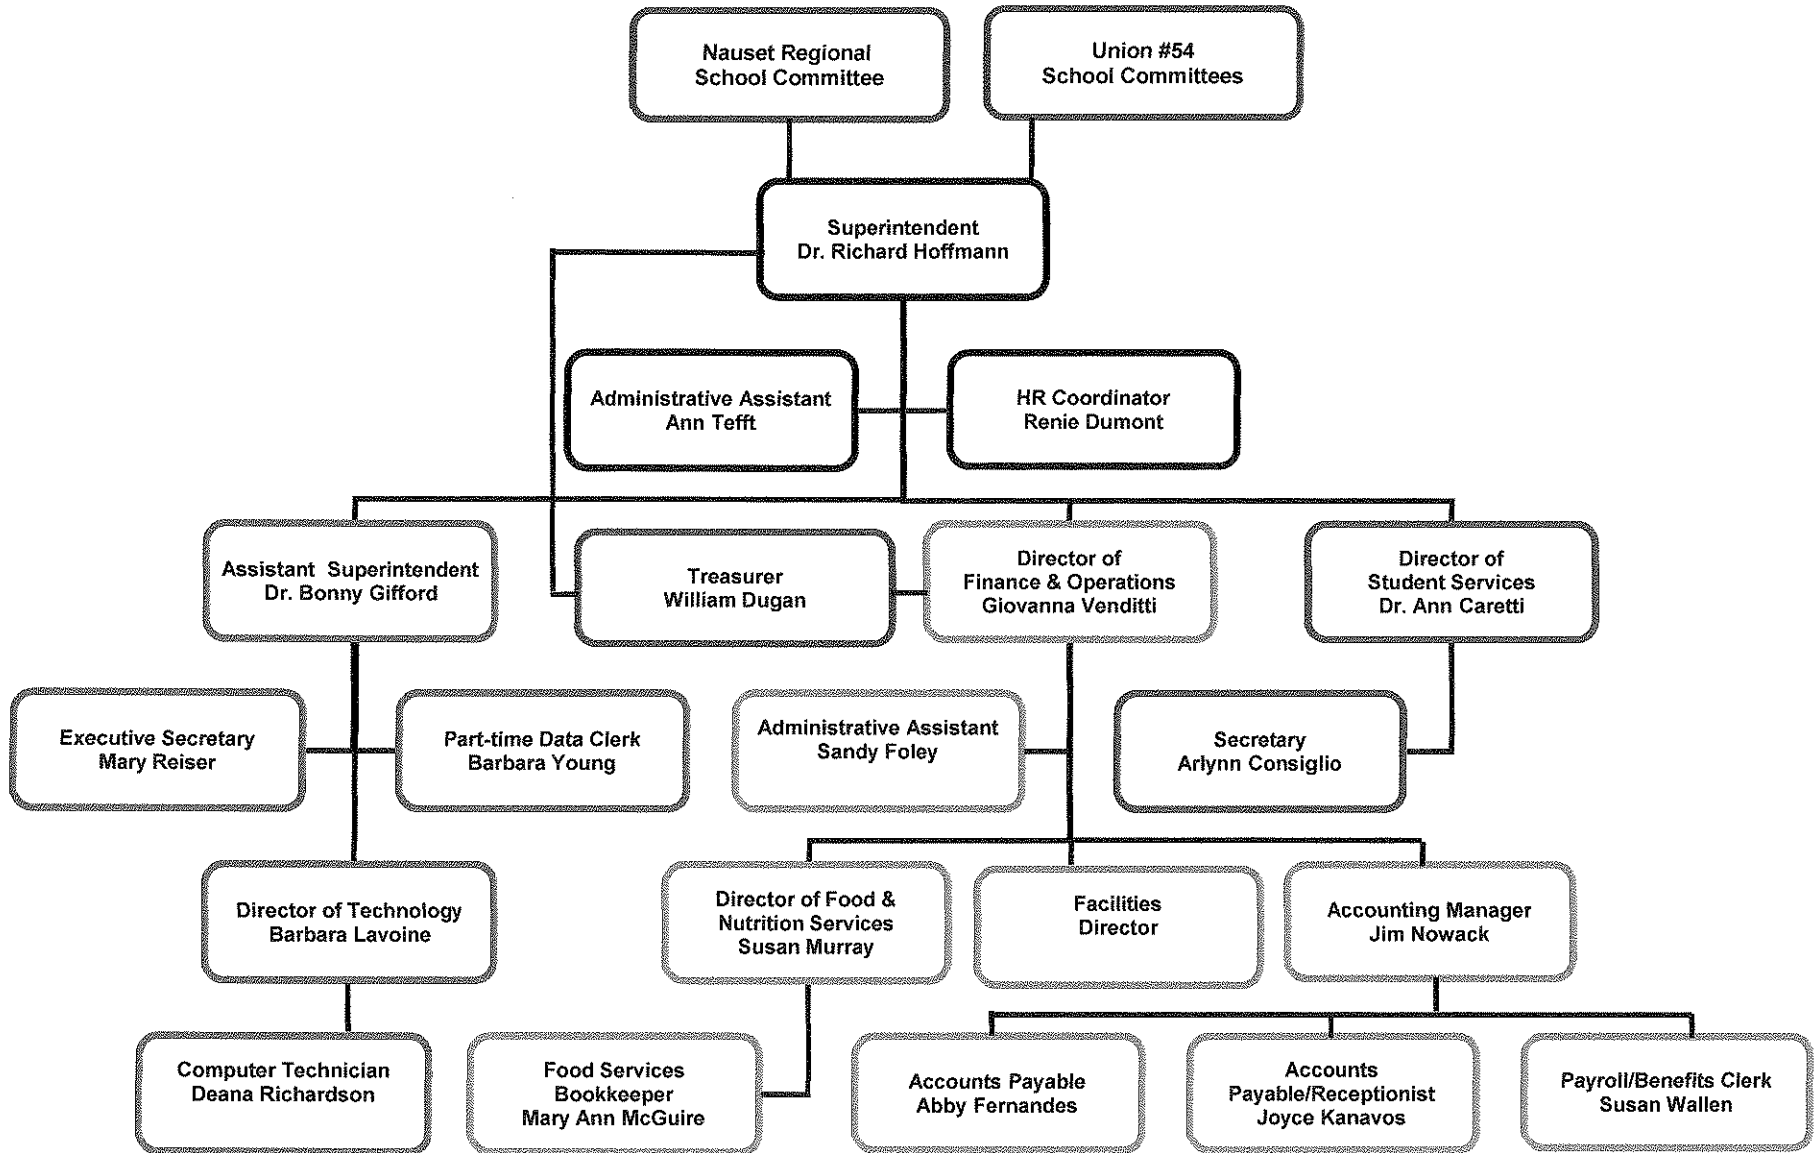 Nauset Regional
School Committee
Union #54
School Committees
Superintendent
Dr. Richard Hoffmann
Administrative Assistant
Ann Tefft
HR Coordinator
Renie Dumont
Assistant Superintendent
Dr. Bonny Gifford
Treasurer
William Dugan
Director of
Finance & Operations
Giovanna Venditti
Director of
Student Services
Dr. Ann Caretti
Executive Secretary
Mary Reiser
Part-time Data Clerk
Barbara Young
Administrative Assistant
Sandy Foley
Secretary
Arlynn Consiglio
Director of Technology
Barbara Lavoine
Director of Food &
Nutrition Services
Susan Murray
Facilities
Director
Accounting Manager
Jim Nowack
Computer Technician
Deana Richardson
Food Services
Bookkeeper
Mary Ann McGuire
Accounts Payable
Abby Fernandes
Accounts
Payable/Receptionist
Joyce Kanavos
Payroll/Benefits Clerk
Susan Wallen